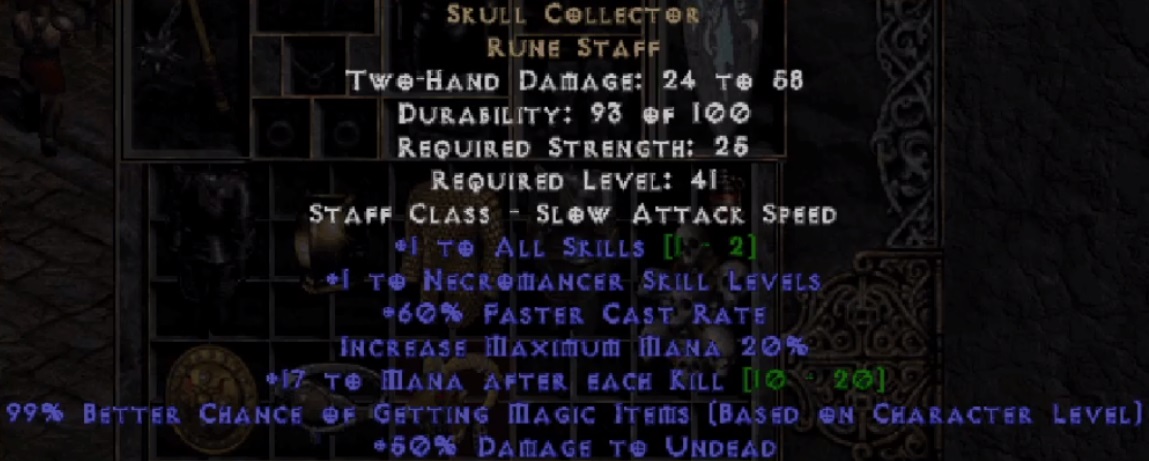 Skull Collector
Rune Staff
Two-Hand Damage: 24 to 58
Durability: 93 of 100
Required Strength: 25
Required Level: 41
Staff Class - Slow Attack Speed
+1 to All Skills [1 - 2]
+1 to Necromancer Skill Levels
+60% Faster Cast Rate
Increase Maximum Mana 20%
+17 to Mana after each Kill [10 - 20]
99% Better Chance of Getting Magic Items (Based on Character Level)
+50% Damage to Undead